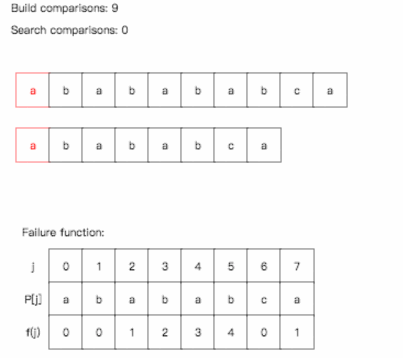 Build comparisons: 9
Search comparisons: 0
a b a b a b a b c a
a b a b a b c a
Failure function:
j 0 1 2 3 4 5 6 7
P[j] a b a b a b c a
f(j) 0 0 1 2 3 4 0 1